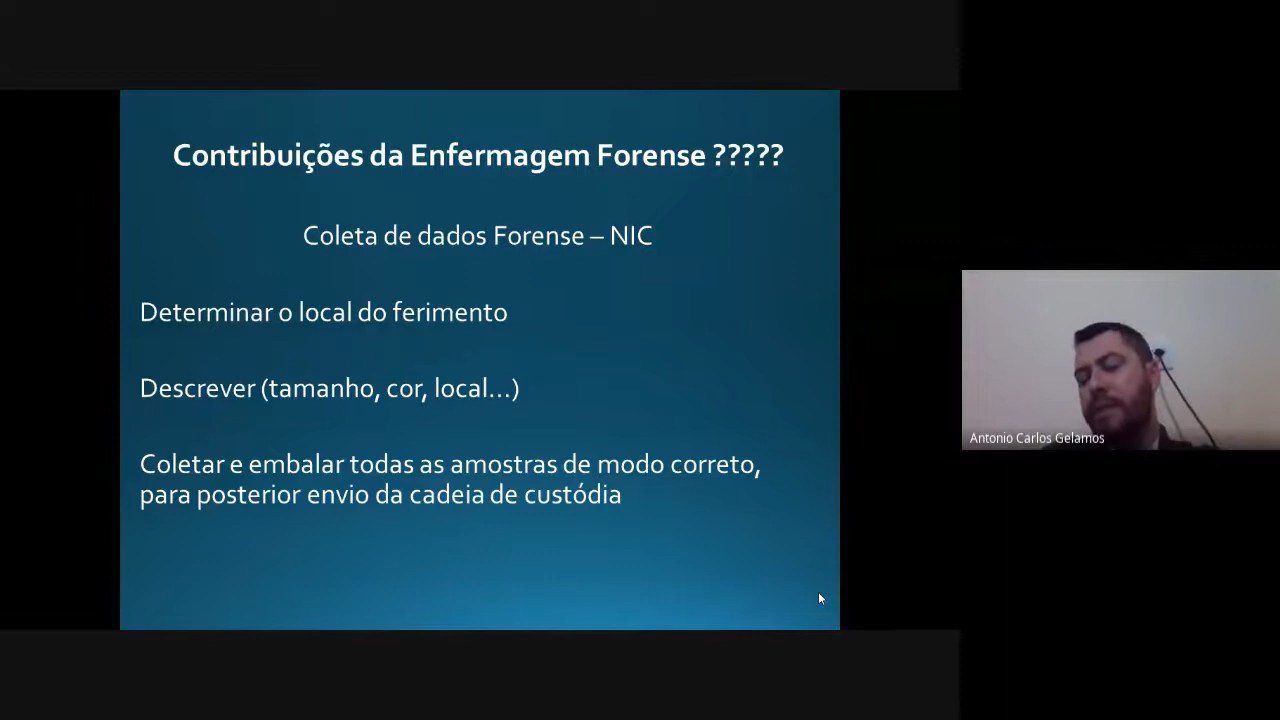 Contribuições da Enfermagem Forense ?????
Coleta de dados Forense – NIC
Determinar o local do ferimento
Descrever (tamanho, cor, local...)
Coletar e embalar todas as amostras de modo correto,
para posterior envio da cadeia de custódia
Antonio Carlos Gelamos